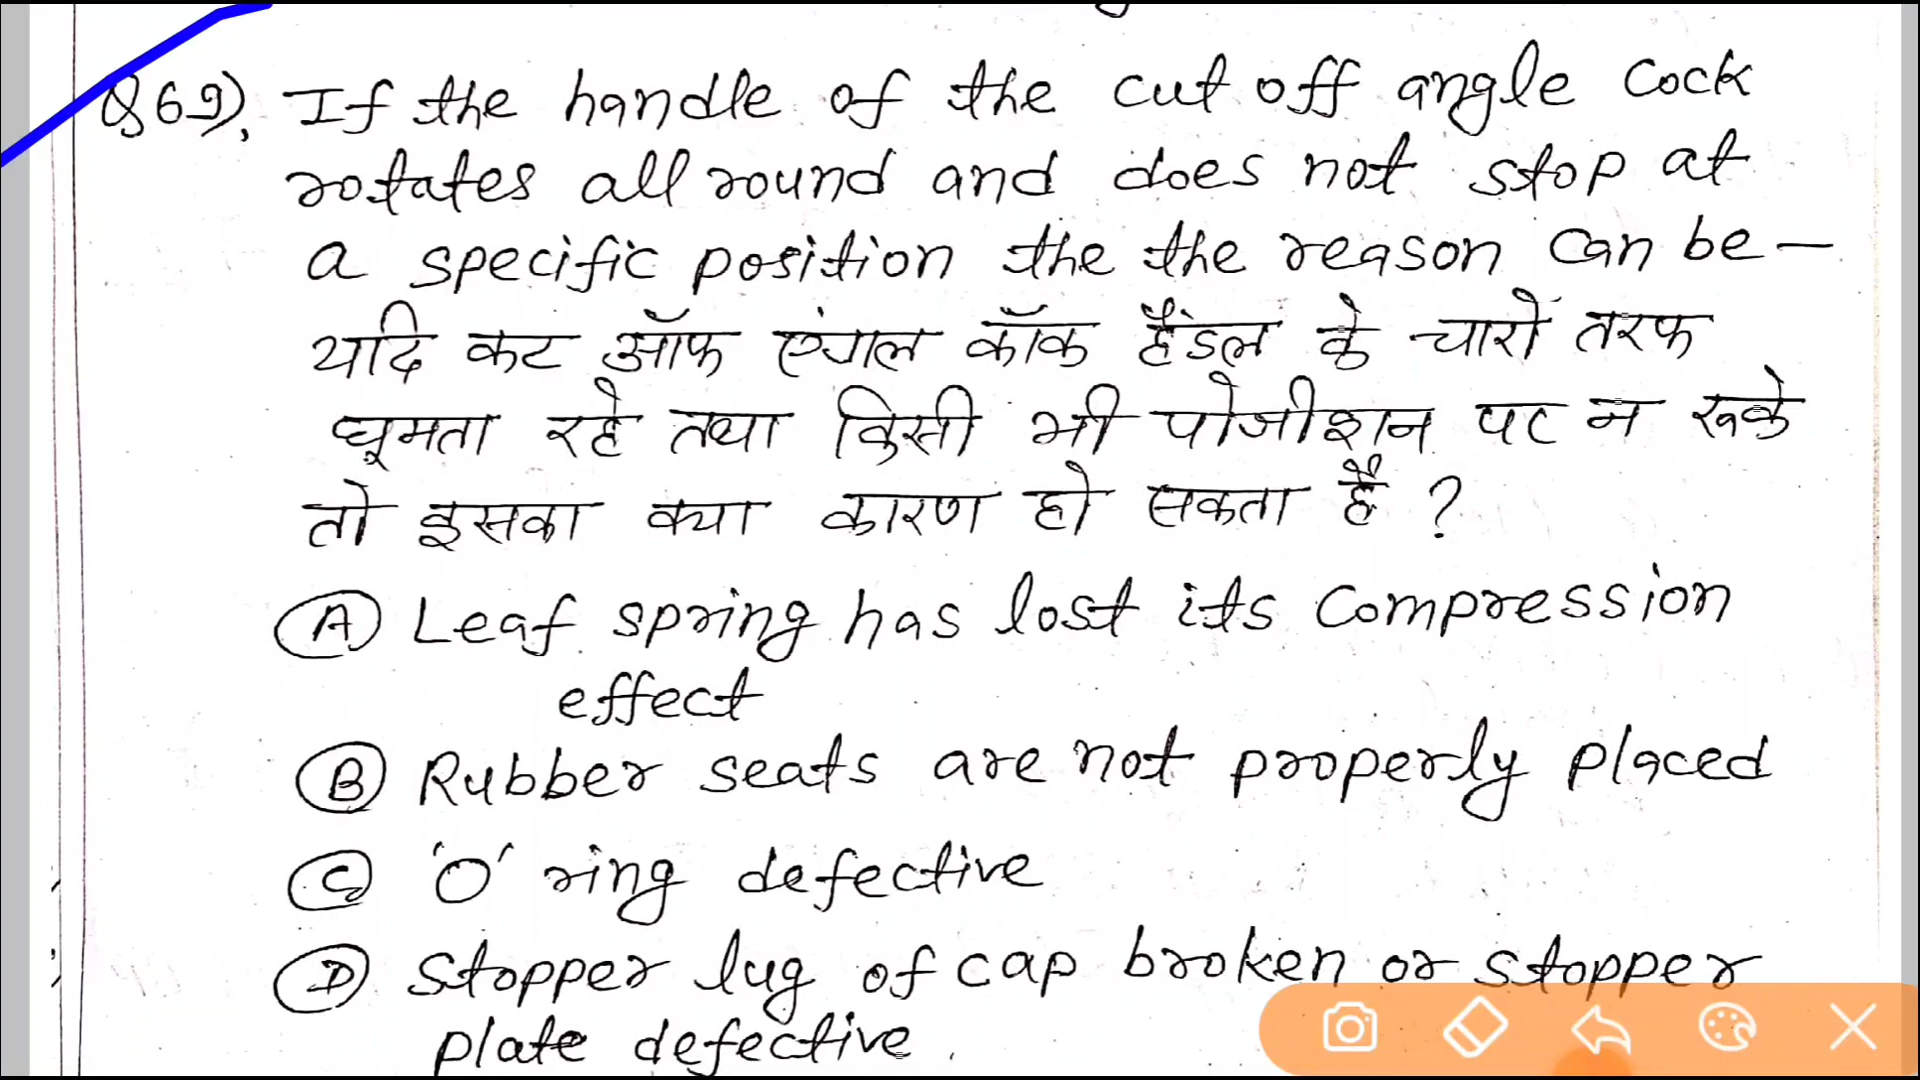 Q69). If the handle of the cut off angle cock
rotates all round and does not stop at
a specific position the the reason can be -
यदि कट ऑफ एंगल कॉक हैंडल के चारों तरफ
घूमता रहे तथा किसी भी पोजीशन पर न रूके
तो इसका क्या कारण हो सकता है ?
(A) Leaf spring has lost its compression
effect
(B) Rubber seats are not properly placed
(C) 'O' ring defective
(D) Stopper lug of cap broken or stopper
plate defective.